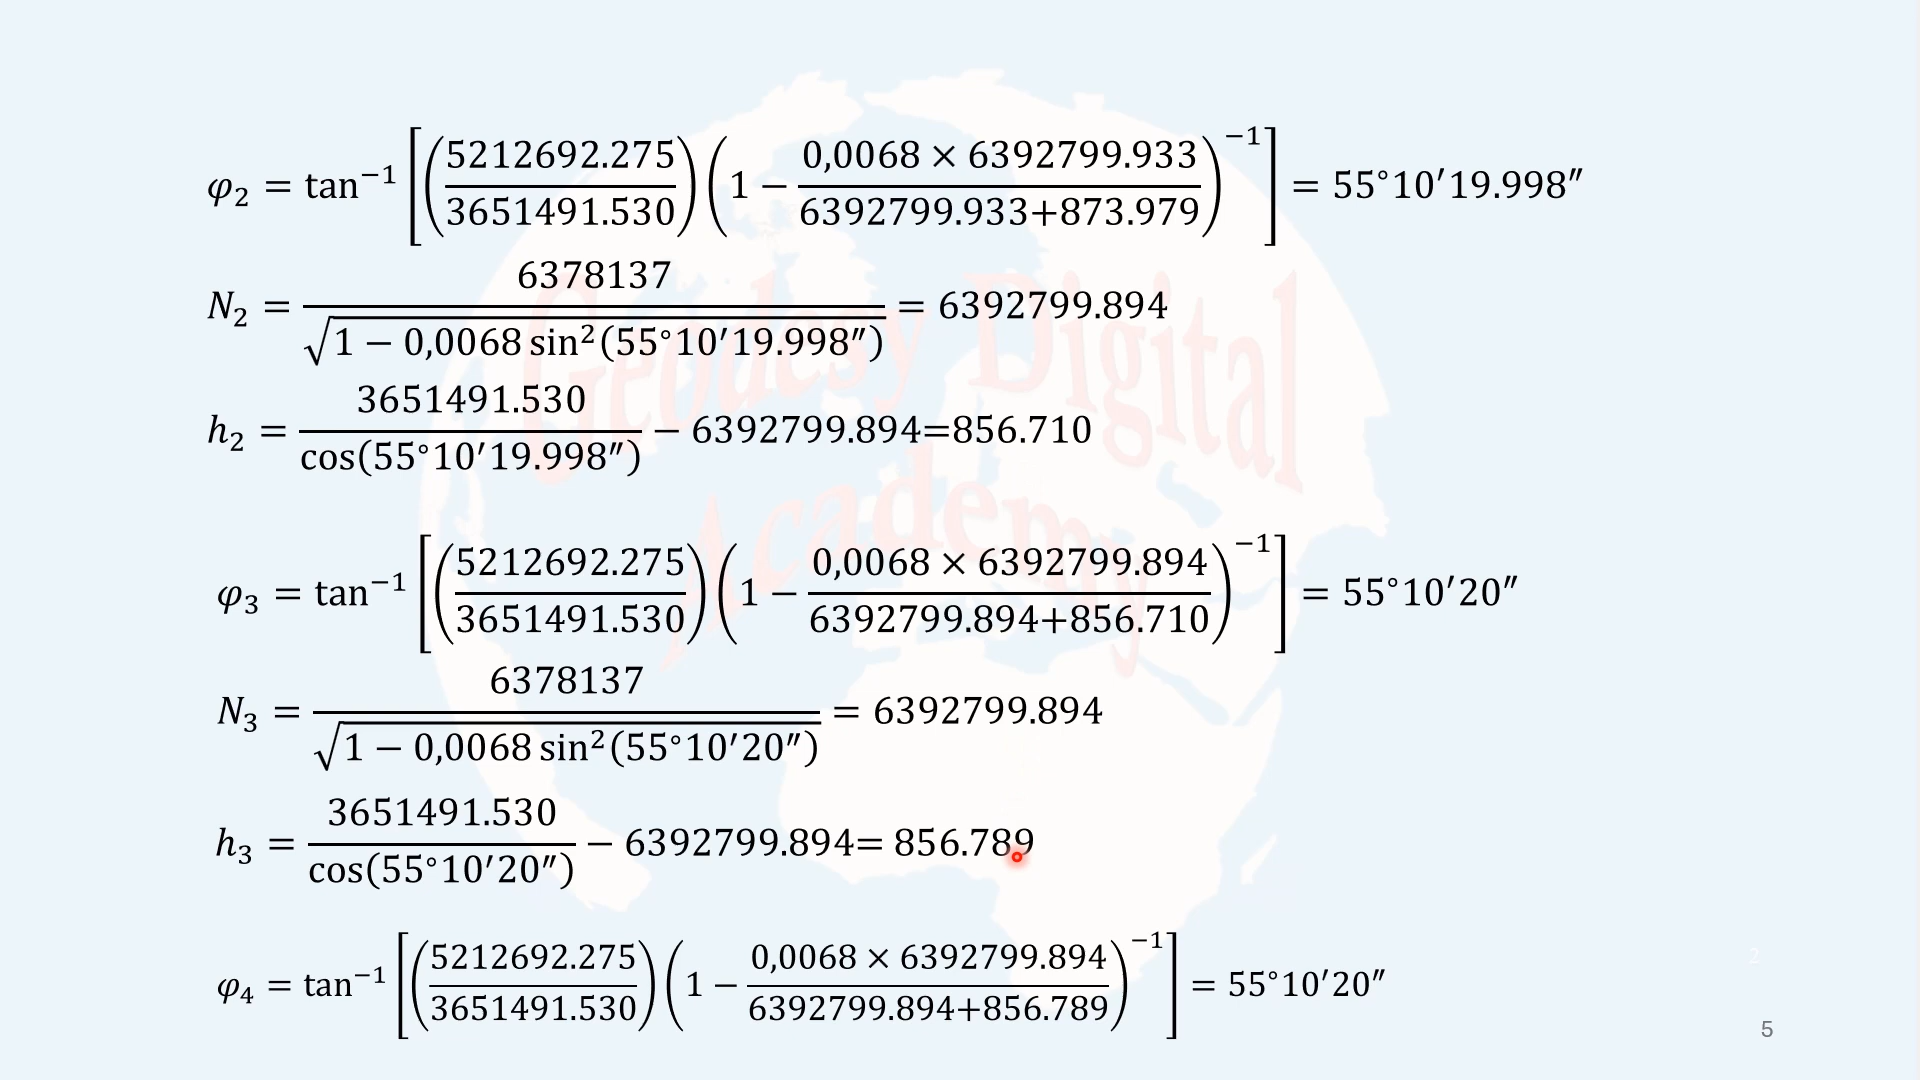 φ₂ = tan⁻¹ [(5212692.275/3651491.530)(1 − (0,0068 × 6392799.933)/(6392799.933+873.979))⁻¹] = 55°10′19.998″
N₂ = 6378137/√(1 − 0,0068 sin²(55°10′19.998″)) = 6392799.894
h₂ = 3651491.530/cos(55°10′19.998″) − 6392799.894=856.710
φ₃ = tan⁻¹ [(5212692.275/3651491.530)(1 − (0,0068 × 6392799.894)/(6392799.894+856.710))⁻¹] = 55°10′20″
N₃ = 6378137/√(1 − 0,0068 sin²(55°10′20″)) = 6392799.894
h₃ = 3651491.530/cos(55°10′20″) − 6392799.894= 856.789
φ₄ = tan⁻¹ [(5212692.275/3651491.530)(1 − (0,0068 × 6392799.894)/(6392799.894+856.789))⁻¹] = 55°10′20″
Geodesy Digital
Academy
2
5